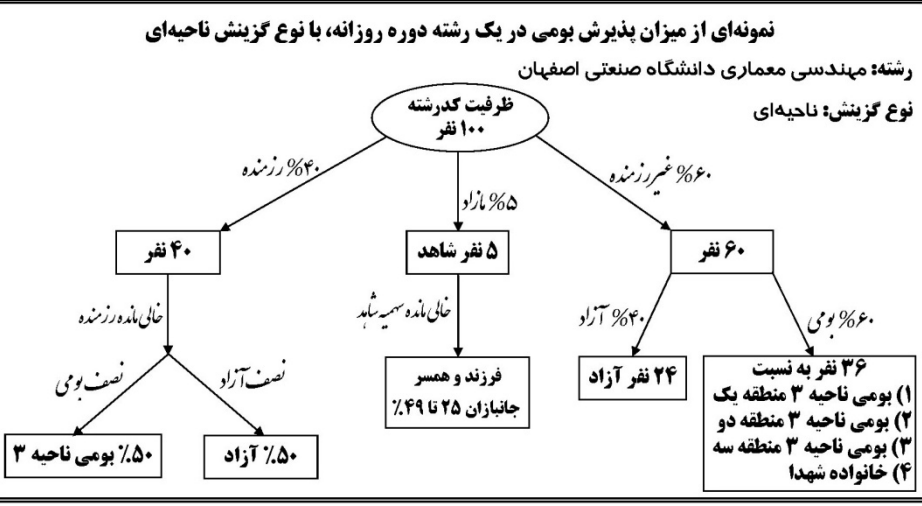 نمونه‌ای از میزان پذیرش بومی در یک رشته دوره روزانه، با نوع گزینش ناحیه‌ای
رشته: مهندسی معماری دانشگاه صنعتی اصفهان
نوع گزینش: ناحیه‌ای
ظرفیت کدرشته
۱۰۰ نفر
۶۰% غیررزمنده
۵% مازاد
۴۰% رزمنده
۶۰ نفر
۵ نفر شاهد
۴۰ نفر
۶۰% بومی
۴۰% آزاد
خالی مانده سهمیه شاهد
خالی مانده رزمنده
۳۶ نفر به نسبت
۱) بومی ناحیه ۳ منطقه یک
۲) بومی ناحیه ۳ منطقه دو
۳) بومی ناحیه ۳ منطقه سه
۴) خانواده شهدا
۲۴ نفر آزاد
فرزند و همسر
جانبازان ۲۵ تا ۴۹٪
نصف آزاد
نصف بومی
۵۰٪ آزاد
۵۰٪ بومی ناحیه ۳